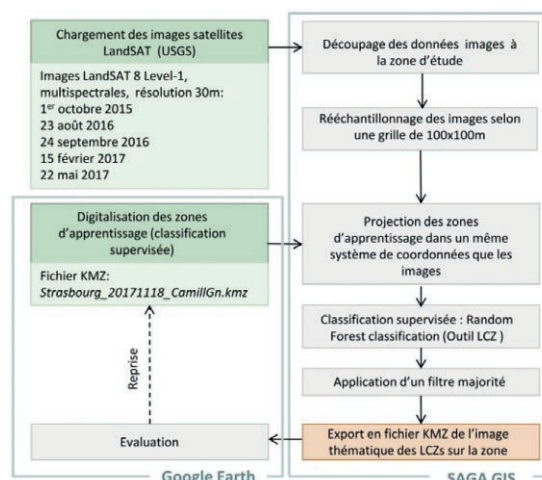 Chargement des images satellites
LandSAT (USGS)
Images LandSAT 8 Level-1,
multispectrales, résolution 30m:
1er octobre 2015
23 août 2016
24 septembre 2016
15 février 2017
22 mai 2017
Digitalisation des zones
d'apprentissage (classification
supervisée)
Fichier KMZ:
Strasbourg_20171118_CamillGn.kmz
Reprise
Evaluation
Google Earth
Découpage des données images à
la zone d'étude
Rééchantillonnage des images selon
une grille de 100x100m
Projection des zones
d'apprentissage dans un même
système de coordonnées que les
images
Classification supervisée : Random
Forest classification (Outil LCZ )
Application d'un filtre majorité
Export en fichier KMZ de l'image
thématique des LCZs sur la zone
SAGA GIS